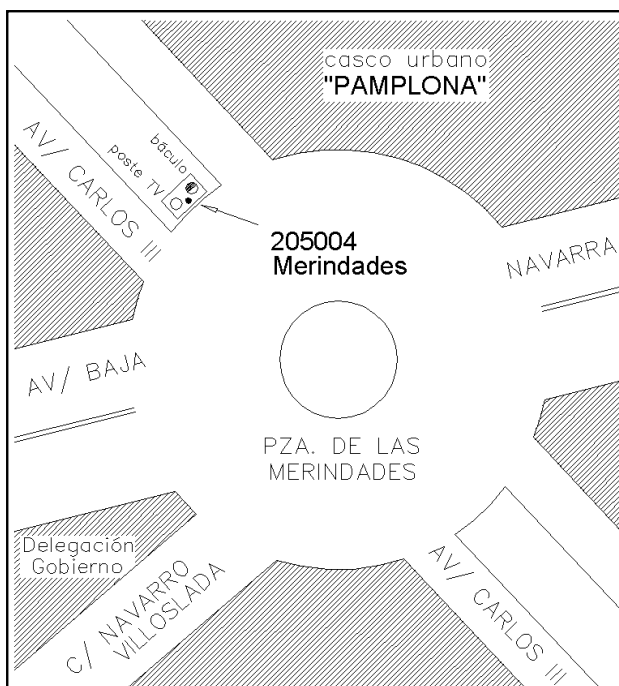 casco urbano
"PAMPLONA"
báculo
poste TV
AV/ CARLOS III
205004
Merindades
NAVARRA
AV/ BAJA
PZA. DE LAS
MERINDADES
Delegación
Gobierno
C/ NAVARRO
VILLOSLADA
AV/ CARLOS III